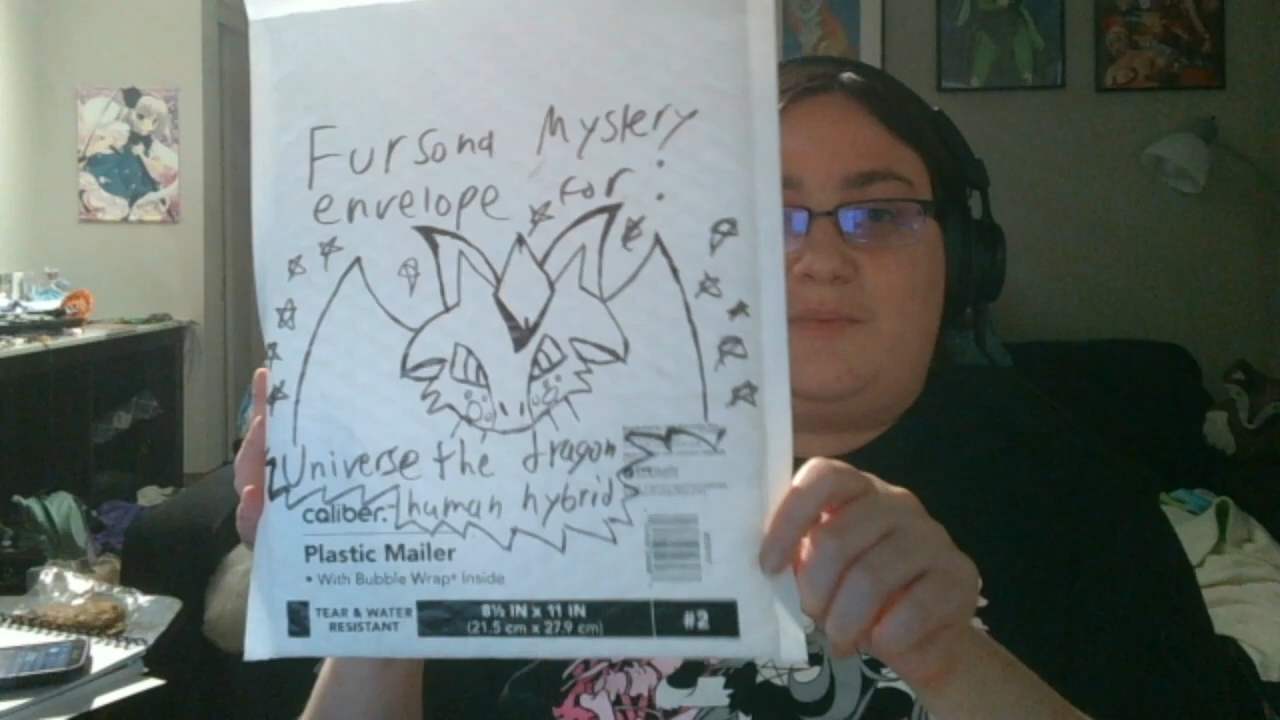 Fursona Mystery
envelope for:
Universe the dragon
human hybrid
caliber.
Plastic Mailer
• With Bubble Wrap® Inside
TEAR & WATER
RESISTANT
8½ IN x 11 IN
(21.5 cm x 27.9 cm)
#2